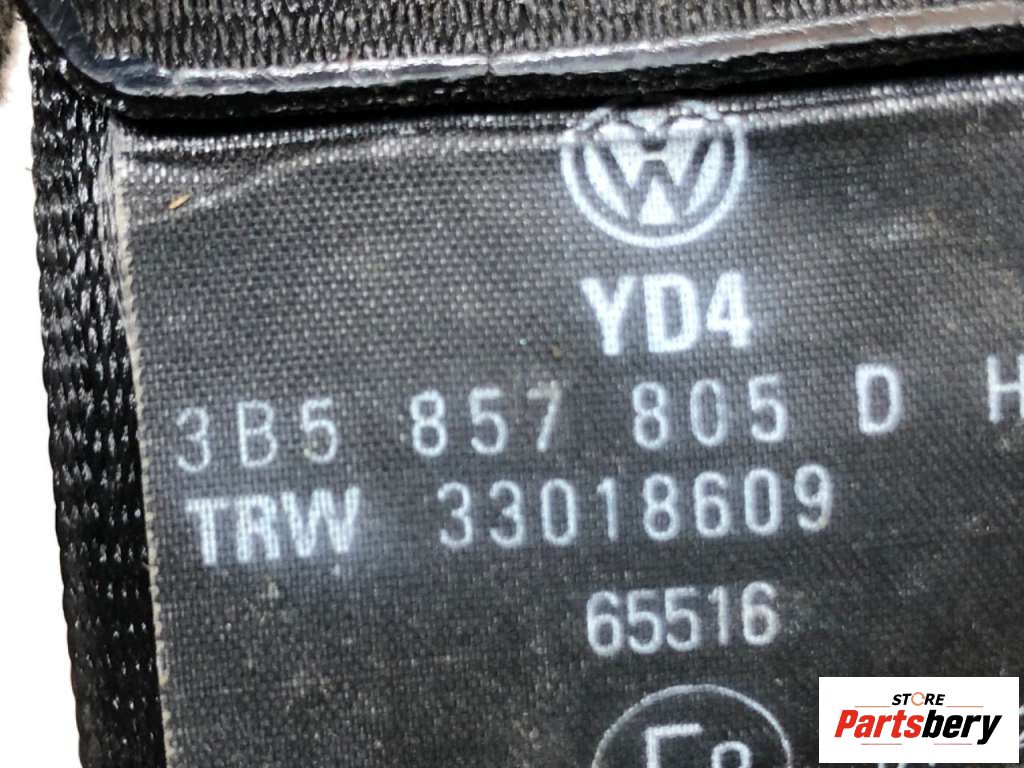 YD4
3B5 857 805 D H
TRW 33018609
65516
STORE
Partsbery